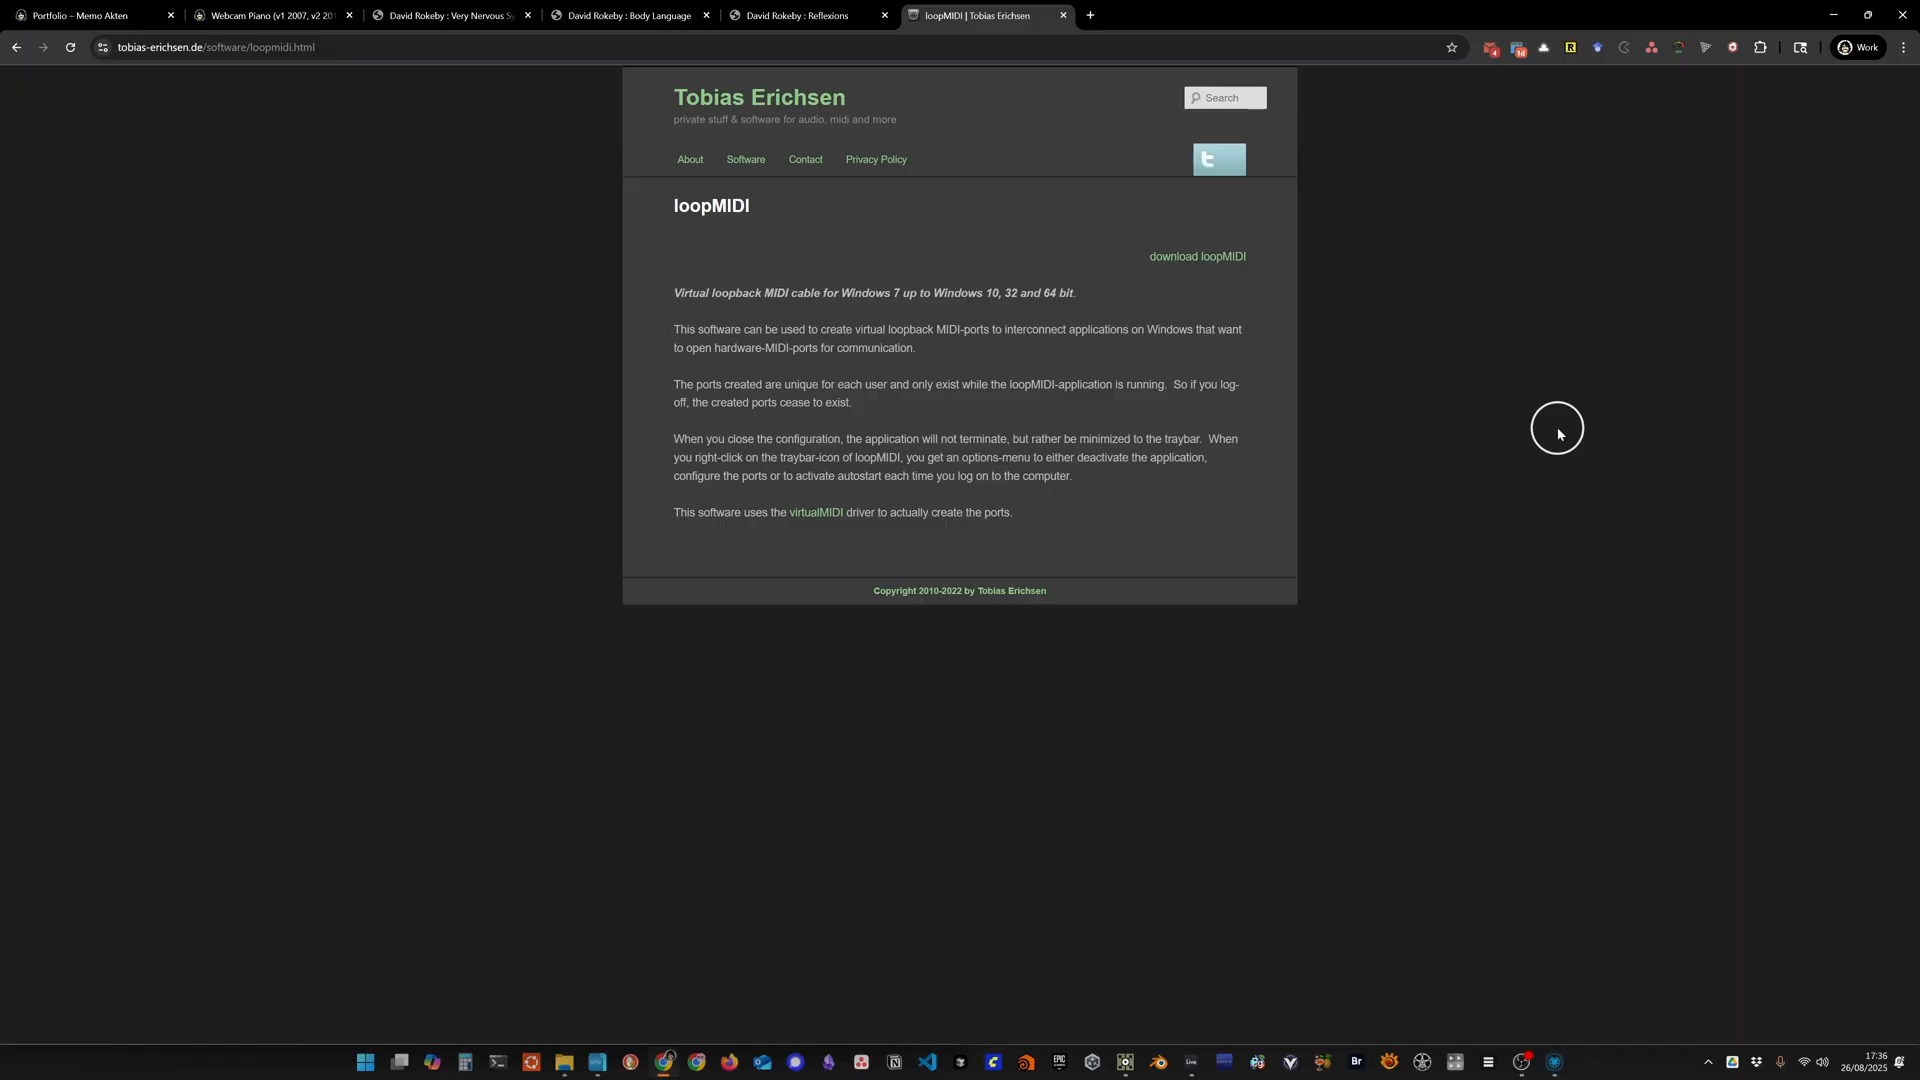 Portfolio – Memo Akten
Webcam Piano (v1 2007, v2 20
David Rokeby : Very Nervous Sy
David Rokeby : Body Language
David Rokeby : Reflexions
loopMIDI | Tobias Erichsen
tobias-erichsen.de/software/loopmidi.html
Work
Tobias Erichsen
Search
private stuff & software for audio, midi and more
About Software Contact Privacy Policy
loopMIDI
download loopMIDI
Virtual loopback MIDI cable for Windows 7 up to Windows 10, 32 and 64 bit.
This software can be used to create virtual loopback MIDI-ports to interconnect applications on Windows that want
to open hardware-MIDI-ports for communication.
The ports created are unique for each user and only exist while the loopMIDI-application is running. So if you log-
off, the created ports cease to exist.
When you close the configuration, the application will not terminate, but rather be minimized to the traybar. When
you right-click on the traybar-icon of loopMIDI, you get an options-menu to either deactivate the application,
configure the ports or to activate autostart each time you log on to the computer.
This software uses the virtualMIDI driver to actually create the ports.
Copyright 2010-2022 by Tobias Erichsen
Live
Br
17:36
26/08/2025